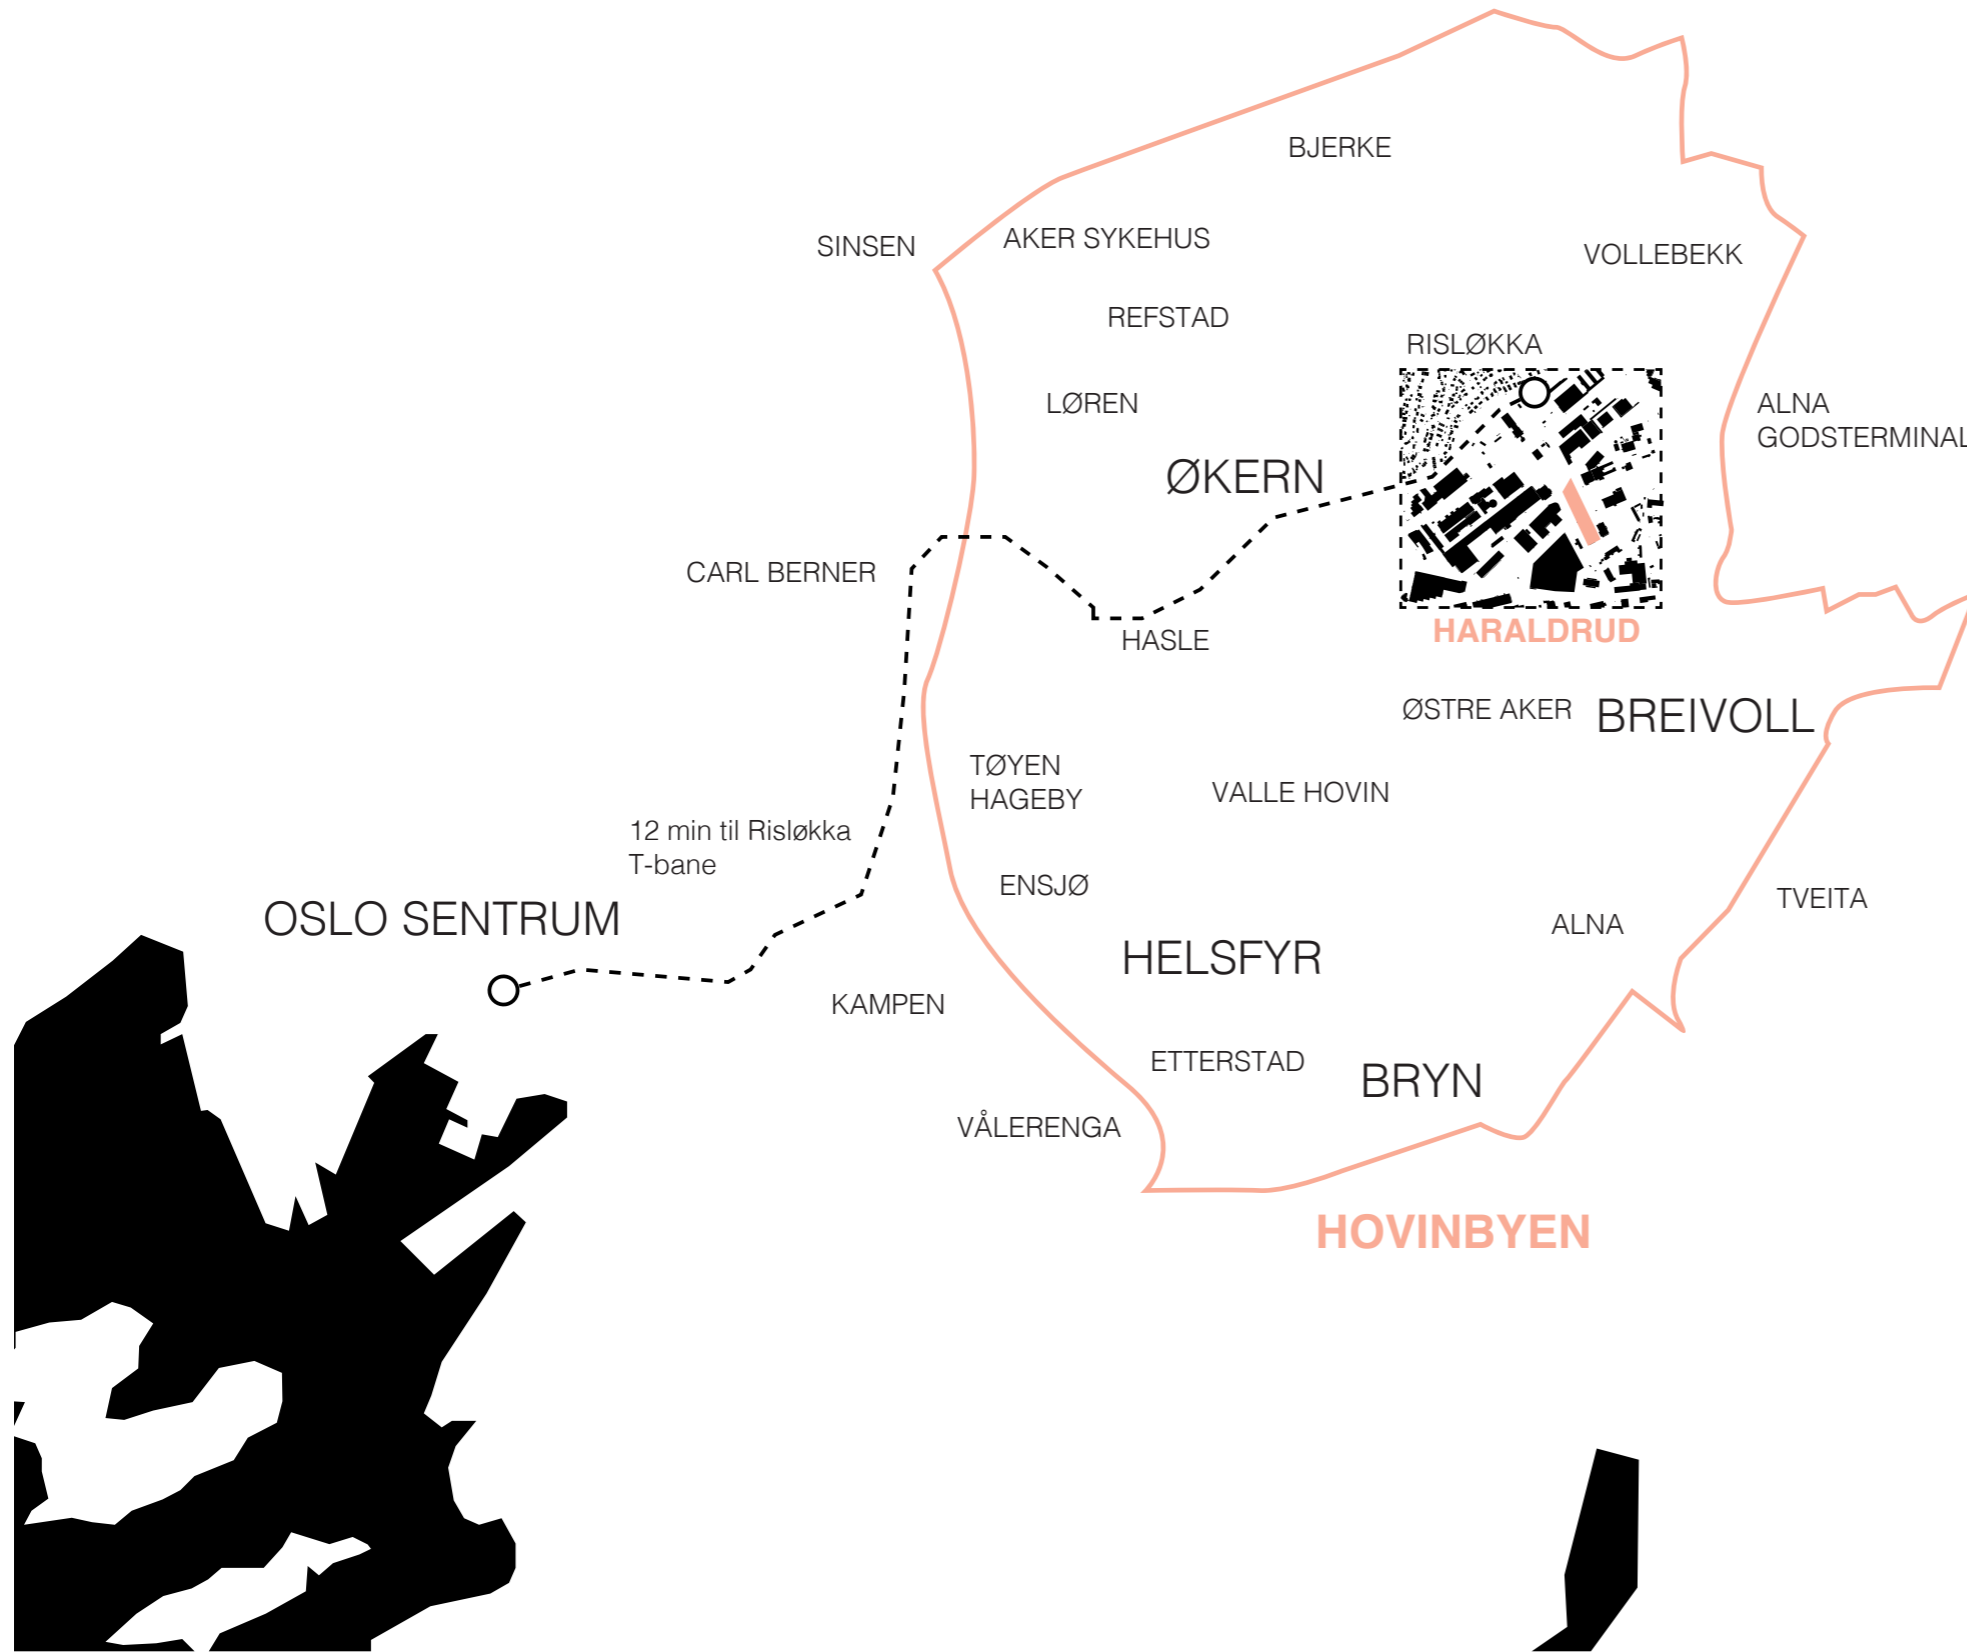 BJERKE
SINSEN
AKER SYKEHUS
VOLLEBEKK
REFSTAD
RISLØKKA
LØREN
ALNA
GODSTERMINAL
ØKERN
CARL BERNER
HASLE
HARALDRUD
ØSTRE AKER
BREIVOLL
TØYEN
HAGEBY
VALLE HOVIN
12 min til Risløkka
T-bane
ENSJØ
TVEITA
OSLO SENTRUM
ALNA
HELSFYR
KAMPEN
ETTERSTAD
BRYN
VÅLERENGA
HOVINBYEN